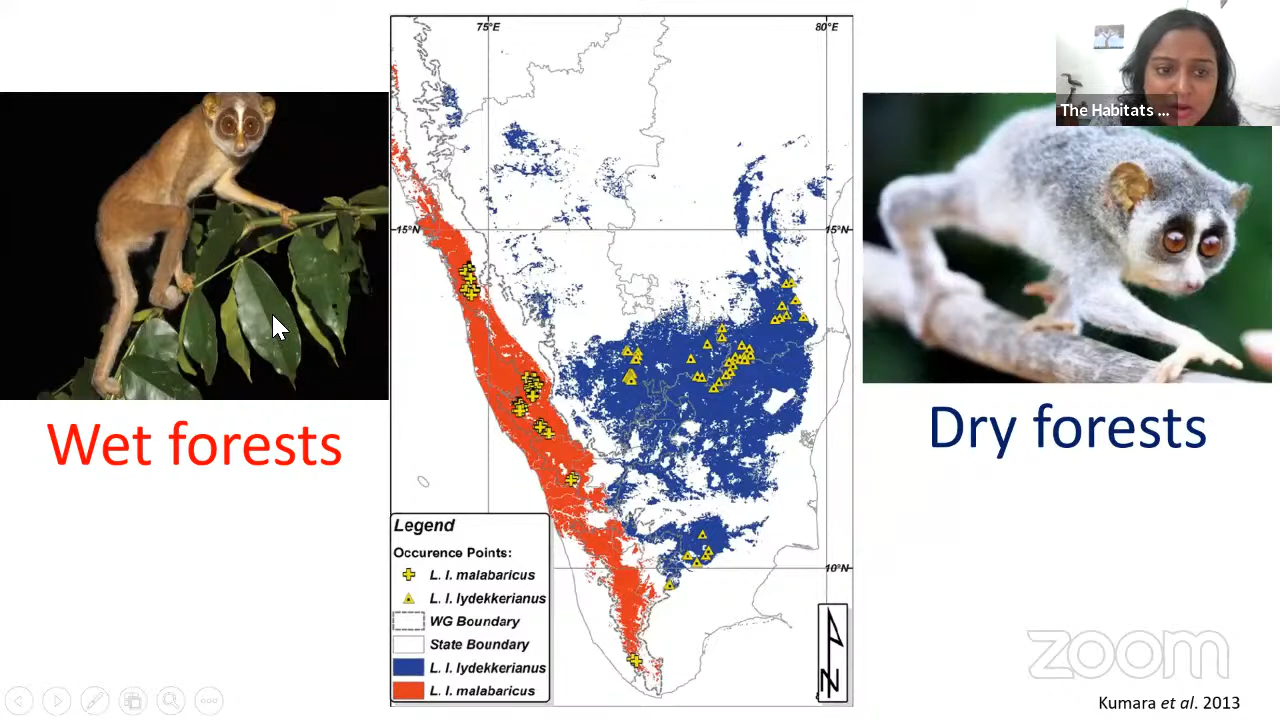 75°E
80°E
The Habitats ...
15°N
15°N
Wet forests
Dry forests
10°N
Legend
Occurence Points:
L. l. malabaricus
L. l. lydekkerianus
WG Boundary
State Boundary
L. l. lydekkerianus
L. l. malabaricus
N
zoom
Kumara et al. 2013